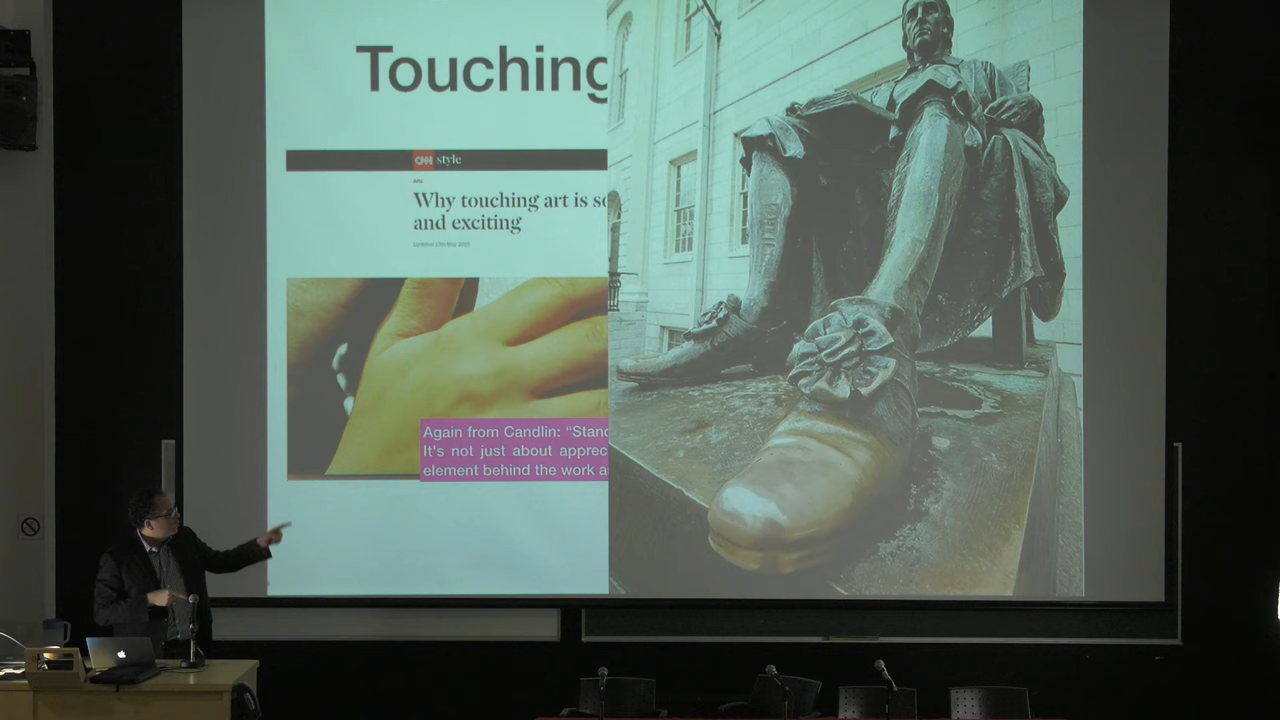 Touching
CNN style
Arts
Why touching art is so
and exciting
Updated 13th May 2019
Again from Candlin: “Stand
It's not just about apprec
element behind the work a